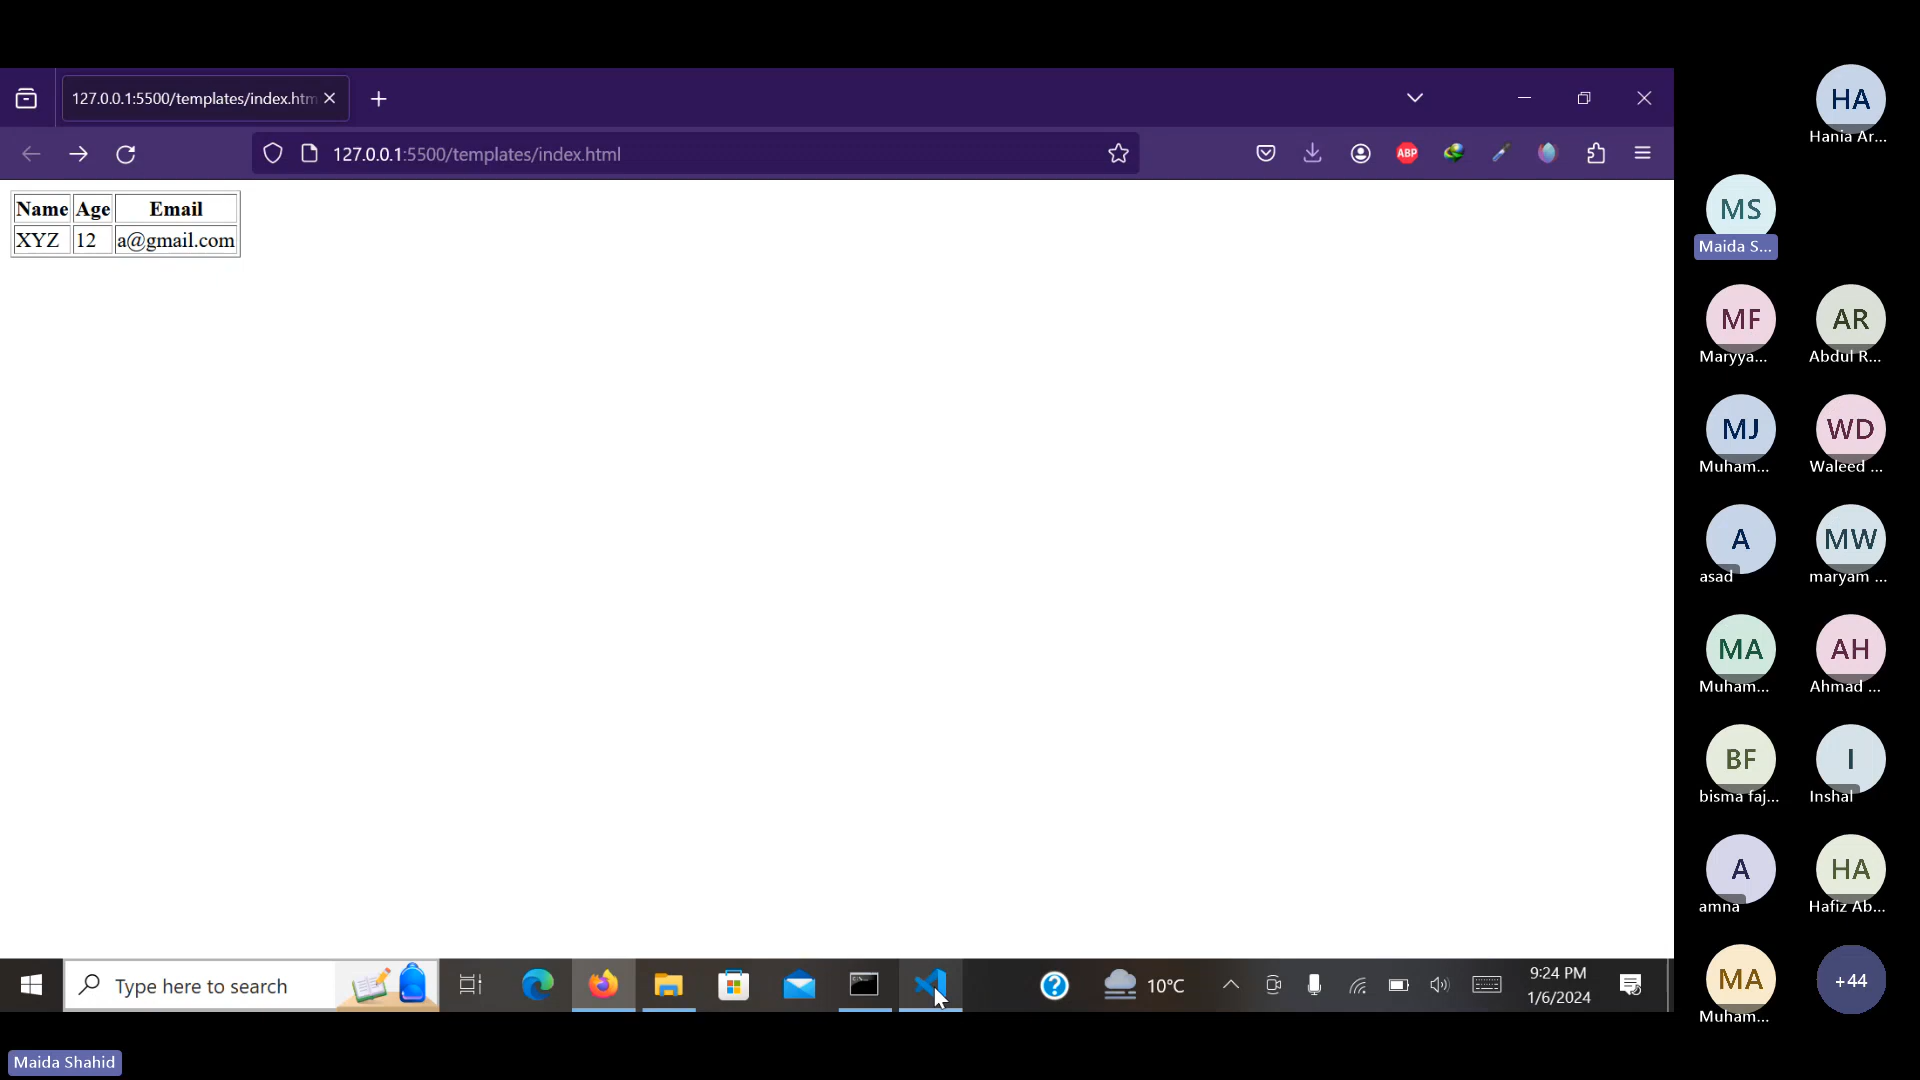 127.0.0.1:5500/templates/index.htm
127.0.0.1:5500/templates/index.html
ABP
Name Age Email
XYZ 12 a@gmail.com
HA
Hania Ar...
MS
Maida S...
MF AR
Maryya... Abdul R...
MJ WD
Muham... Waleed ...
A MW
asad maryam ...
MA AH
Muham... Ahmad ...
BF I
bisma faj... Inshal
A HA
amna Hafiz Ab...
MA +44
Muham...
Type here to search
10°C
9:24 PM
1/6/2024
Maida Shahid